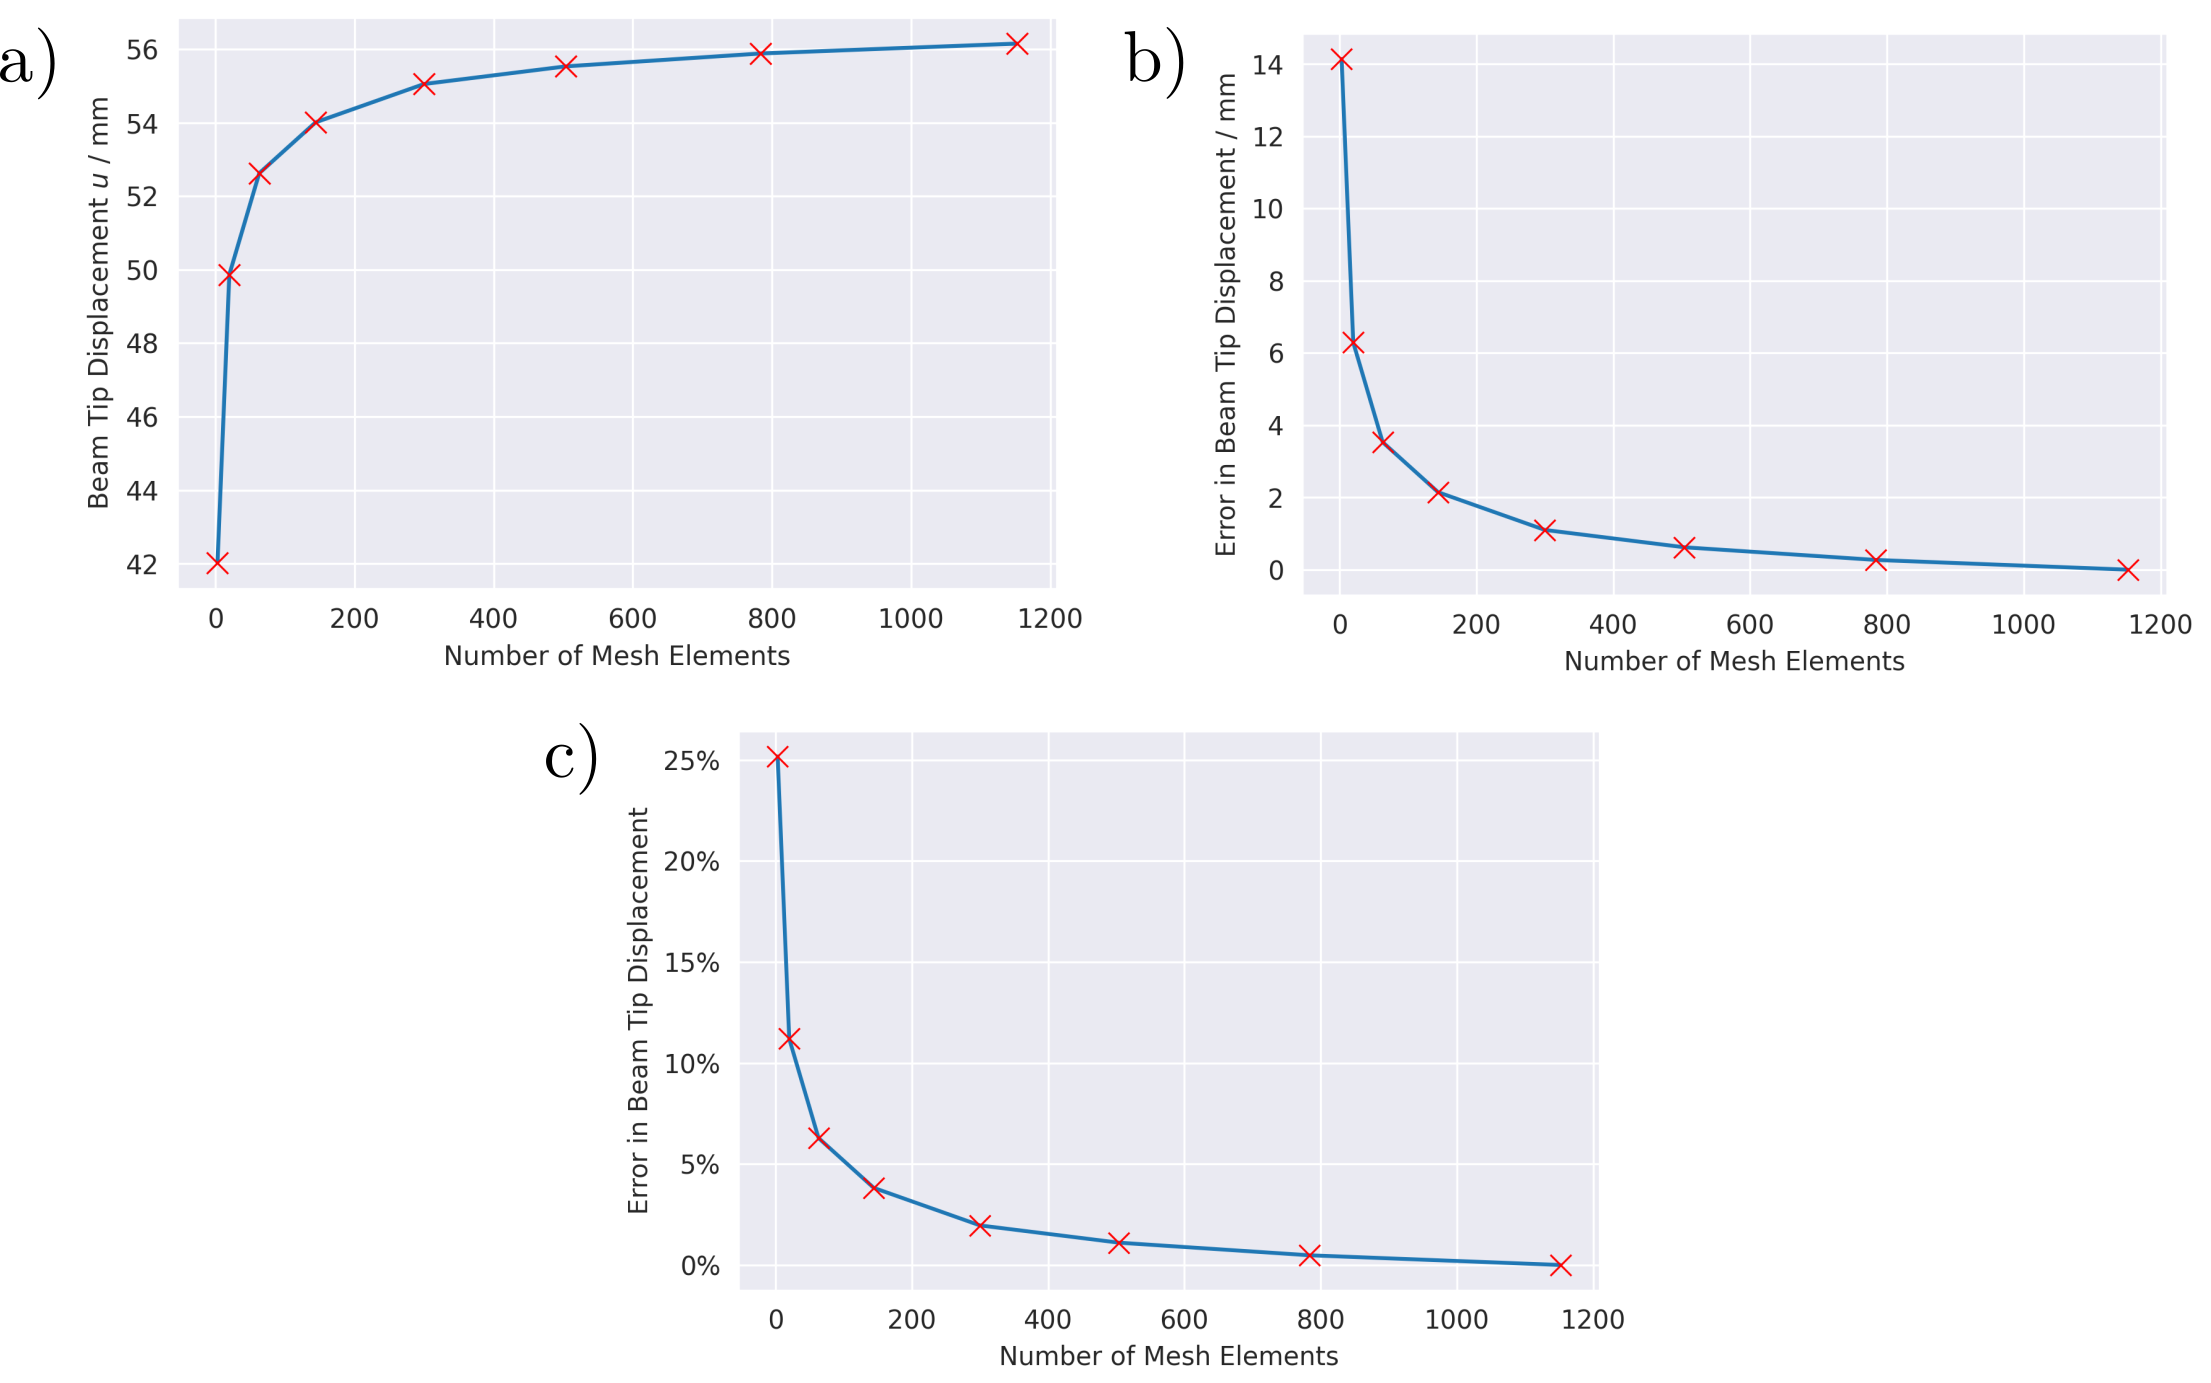 a)
Beam Tip Displacement u / mm
56
54
52
50
48
46
44
42
0 200 400 600 800 1000 1200
Number of Mesh Elements
b)
Error in Beam Tip Displacement / mm
14
12
10
8
6
4
2
0
0 200 400 600 800 1000 1200
Number of Mesh Elements
c)
Error in Beam Tip Displacement
25%
20%
15%
10%
5%
0%
0 200 400 600 800 1000 1200
Number of Mesh Elements